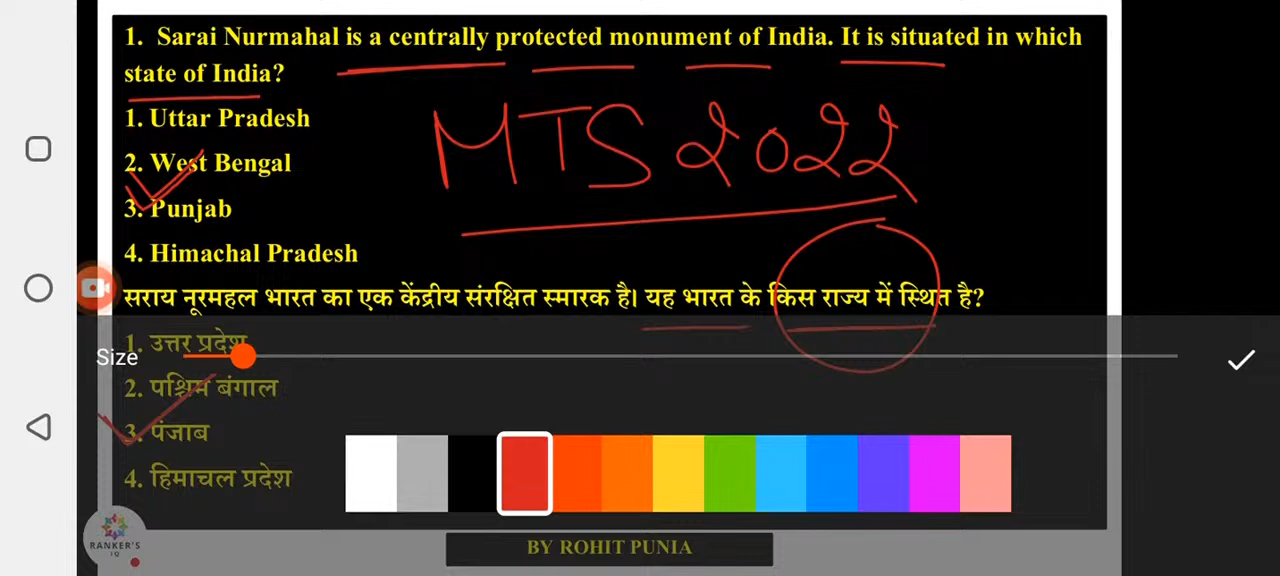 1. Sarai Nurmahal is a centrally protected monument of India. It is situated in which
state of India?
1. Uttar Pradesh
2. West Bengal
3. Punjab
4. Himachal Pradesh
MTS २०२२
सराय नूरमहल भारत का एक केंद्रीय संरक्षित स्मारक है। यह भारत के किस राज्य में स्थित है?
1. उत्तर प्रदेश
Size
2. पश्चिम बंगाल
3. पंजाब
4. हिमाचल प्रदेश
RANKER'S
IQ
BY ROHIT PUNIA